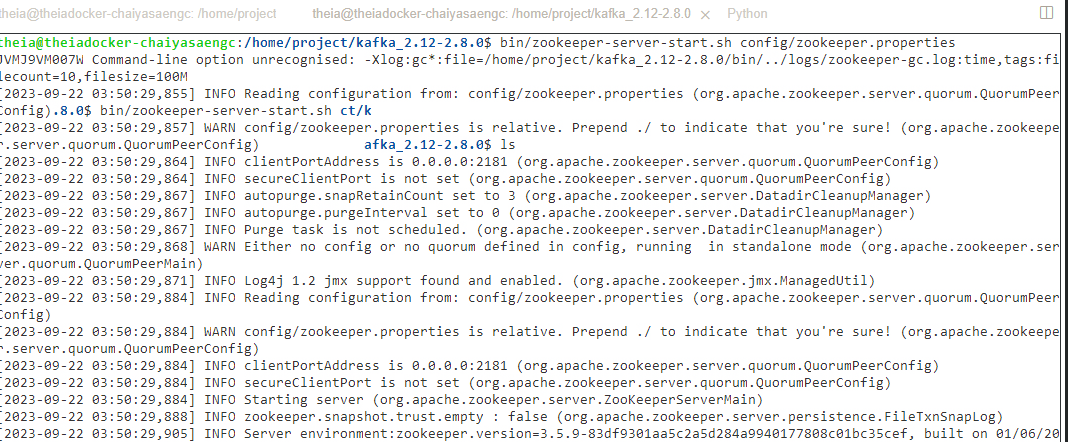 theia@theiadocker-chaiyasaengc: /home/project theia@theiadocker-chaiyasaengc: /home/project/kafka_2.12-2.8.0 × Python
theia@theiadocker-chaiyasaengc:/home/project/kafka_2.12-2.8.0$ bin/zookeeper-server-start.sh config/zookeeper.properties
JVMJ9VM007W Command-line option unrecognised: -Xlog:gc*:file=/home/project/kafka_2.12-2.8.0/bin/../logs/zookeeper-gc.log:time,tags:fi
lecount=10,filesize=100M
[2023-09-22 03:50:29,855] INFO Reading configuration from: config/zookeeper.properties (org.apache.zookeeper.server.quorum.QuorumPeer
Config).8.0$ bin/zookeeper-server-start.sh ct/k
[2023-09-22 03:50:29,857] WARN config/zookeeper.properties is relative. Prepend ./ to indicate that you're sure! (org.apache.zookeepe
r.server.quorum.QuorumPeerConfig) afka_2.12-2.8.0$ ls
[2023-09-22 03:50:29,864] INFO clientPortAddress is 0.0.0.0:2181 (org.apache.zookeeper.server.quorum.QuorumPeerConfig)
[2023-09-22 03:50:29,864] INFO secureClientPort is not set (org.apache.zookeeper.server.quorum.QuorumPeerConfig)
[2023-09-22 03:50:29,867] INFO autopurge.snapRetainCount set to 3 (org.apache.zookeeper.server.DatadirCleanupManager)
[2023-09-22 03:50:29,867] INFO autopurge.purgeInterval set to 0 (org.apache.zookeeper.server.DatadirCleanupManager)
[2023-09-22 03:50:29,867] INFO Purge task is not scheduled. (org.apache.zookeeper.server.DatadirCleanupManager)
[2023-09-22 03:50:29,868] WARN Either no config or no quorum defined in config, running  in standalone mode (org.apache.zookeeper.ser
ver.quorum.QuorumPeerMain)
[2023-09-22 03:50:29,871] INFO Log4j 1.2 jmx support found and enabled. (org.apache.zookeeper.jmx.ManagedUtil)
[2023-09-22 03:50:29,884] INFO Reading configuration from: config/zookeeper.properties (org.apache.zookeeper.server.quorum.QuorumPeer
Config)
[2023-09-22 03:50:29,884] WARN config/zookeeper.properties is relative. Prepend ./ to indicate that you're sure! (org.apache.zookeepe
r.server.quorum.QuorumPeerConfig)
[2023-09-22 03:50:29,884] INFO clientPortAddress is 0.0.0.0:2181 (org.apache.zookeeper.server.quorum.QuorumPeerConfig)
[2023-09-22 03:50:29,884] INFO secureClientPort is not set (org.apache.zookeeper.server.quorum.QuorumPeerConfig)
[2023-09-22 03:50:29,884] INFO Starting server (org.apache.zookeeper.server.ZooKeeperServerMain)
[2023-09-22 03:50:29,888] INFO zookeeper.snapshot.trust.empty : false (org.apache.zookeeper.server.persistence.FileTxnSnapLog)
[2023-09-22 03:50:29,905] INFO Server environment:zookeeper.version=3.5.9-83df9301aa5c2a5d284a9940177808c01bc35cef, built on 01/06/20